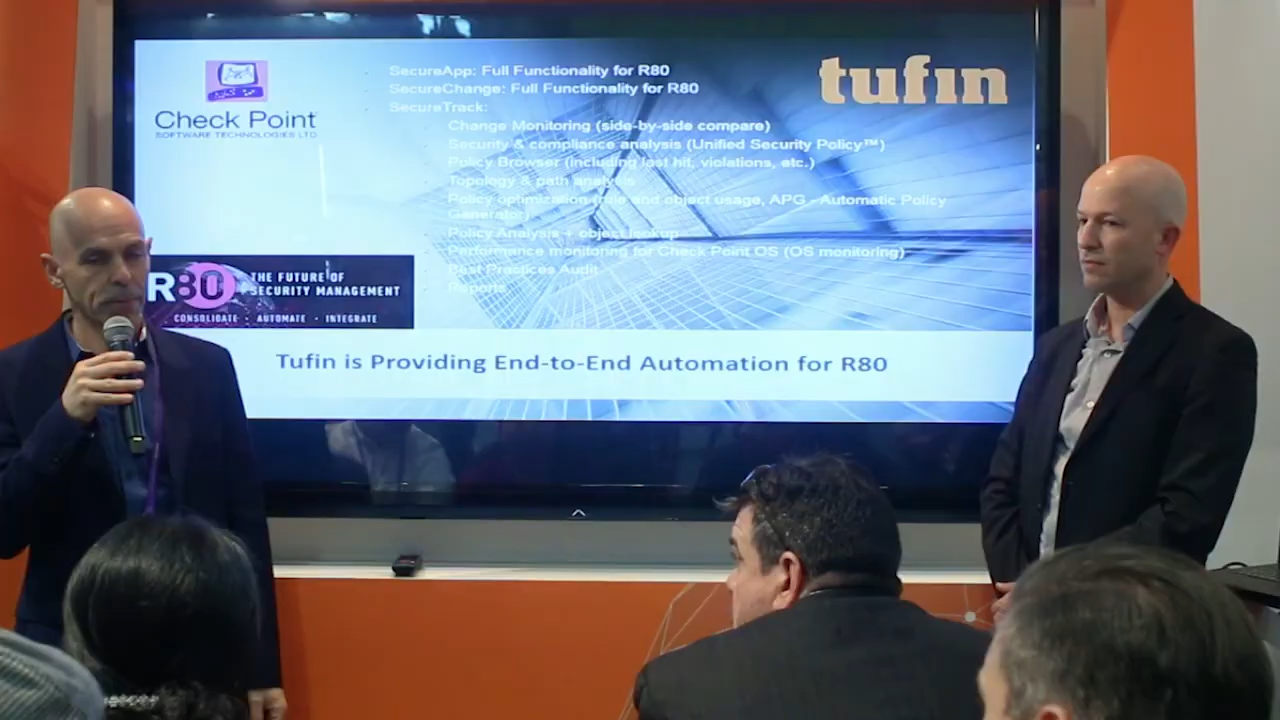 Check Point
SOFTWARE TECHNOLOGIES LTD.
SecureApp: Full Functionality for R80
SecureChange: Full Functionality for R80
SecureTrack:
Change Monitoring (side-by-side compare)
Security & compliance analysis (Unified Security Policy™)
Policy Browser (including last hit, violations, etc.)
Topology & path analysis
Policy optimization (rule and object usage, APG - Automatic Policy
Generator)
Policy Analysis + object lookup
Performance monitoring for Check Point OS (OS monitoring)
Best Practices Audit
Reports
tufin
R80 THE FUTURE OF
SECURITY MANAGEMENT
CONSOLIDATE · AUTOMATE · INTEGRATE
Tufin is Providing End-to-End Automation for R80